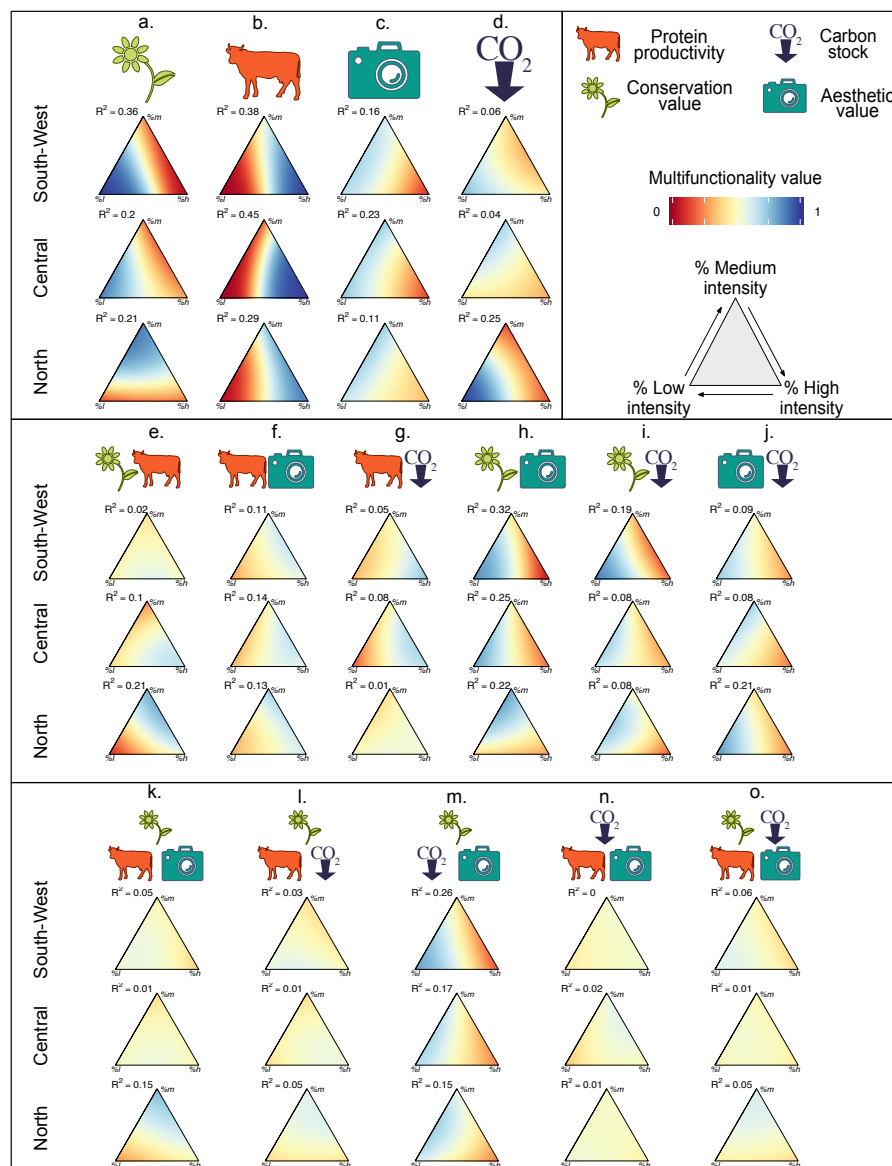 a. b. c. d.
CO2
Protein productivity
CO2 Carbon stock
Conservation value
Aesthetic value
South-West
R2 = 0.36 %m %l %h
R2 = 0.38 %m %l %h
R2 = 0.16 %m %l %h
R2 = 0.06 %m %l %h
Multifunctionality value
0 1
Central
R2 = 0.2 %m %l %h
R2 = 0.45 %m %l %h
R2 = 0.23 %m %l %h
R2 = 0.04 %m %l %h
North
R2 = 0.21 %m %l %h
R2 = 0.29 %m %l %h
R2 = 0.11 %m %l %h
R2 = 0.25 %m %l %h
% Medium
intensity
% Low % High
intensity intensity
e. f. g. h. i. j.
CO2 CO2 CO2
South-West
R2 = 0.02 %m %l %h
R2 = 0.11 %m %l %h
R2 = 0.05 %m %l %h
R2 = 0.32 %m %l %h
R2 = 0.19 %m %l %h
R2 = 0.09 %m %l %h
Central
R2 = 0.1 %m %l %h
R2 = 0.14 %m %l %h
R2 = 0.08 %m %l %h
R2 = 0.25 %m %l %h
R2 = 0.08 %m %l %h
R2 = 0.08 %m %l %h
North
R2 = 0.21 %m %l %h
R2 = 0.13 %m %l %h
R2 = 0.01 %m %l %h
R2 = 0.22 %m %l %h
R2 = 0.08 %m %l %h
R2 = 0.21 %m %l %h
k. l. m. n. o.
CO2 CO2
CO2 CO2
South-West
R2 = 0.05 %m %l %h
R2 = 0.03 %m %l %h
R2 = 0.26 %m %l %h
R2 = 0 %m %l %h
R2 = 0.06 %m %l %h
Central
R2 = 0.01 %m %l %h
R2 = 0.01 %m %l %h
R2 = 0.17 %m %l %h
R2 = 0.02 %m %l %h
R2 = 0.01 %m %l %h
North
R2 = 0.15 %m %l %h
R2 = 0.05 %m %l %h
R2 = 0.15 %m %l %h
R2 = 0.01 %m %l %h
R2 = 0.05 %m %l %h